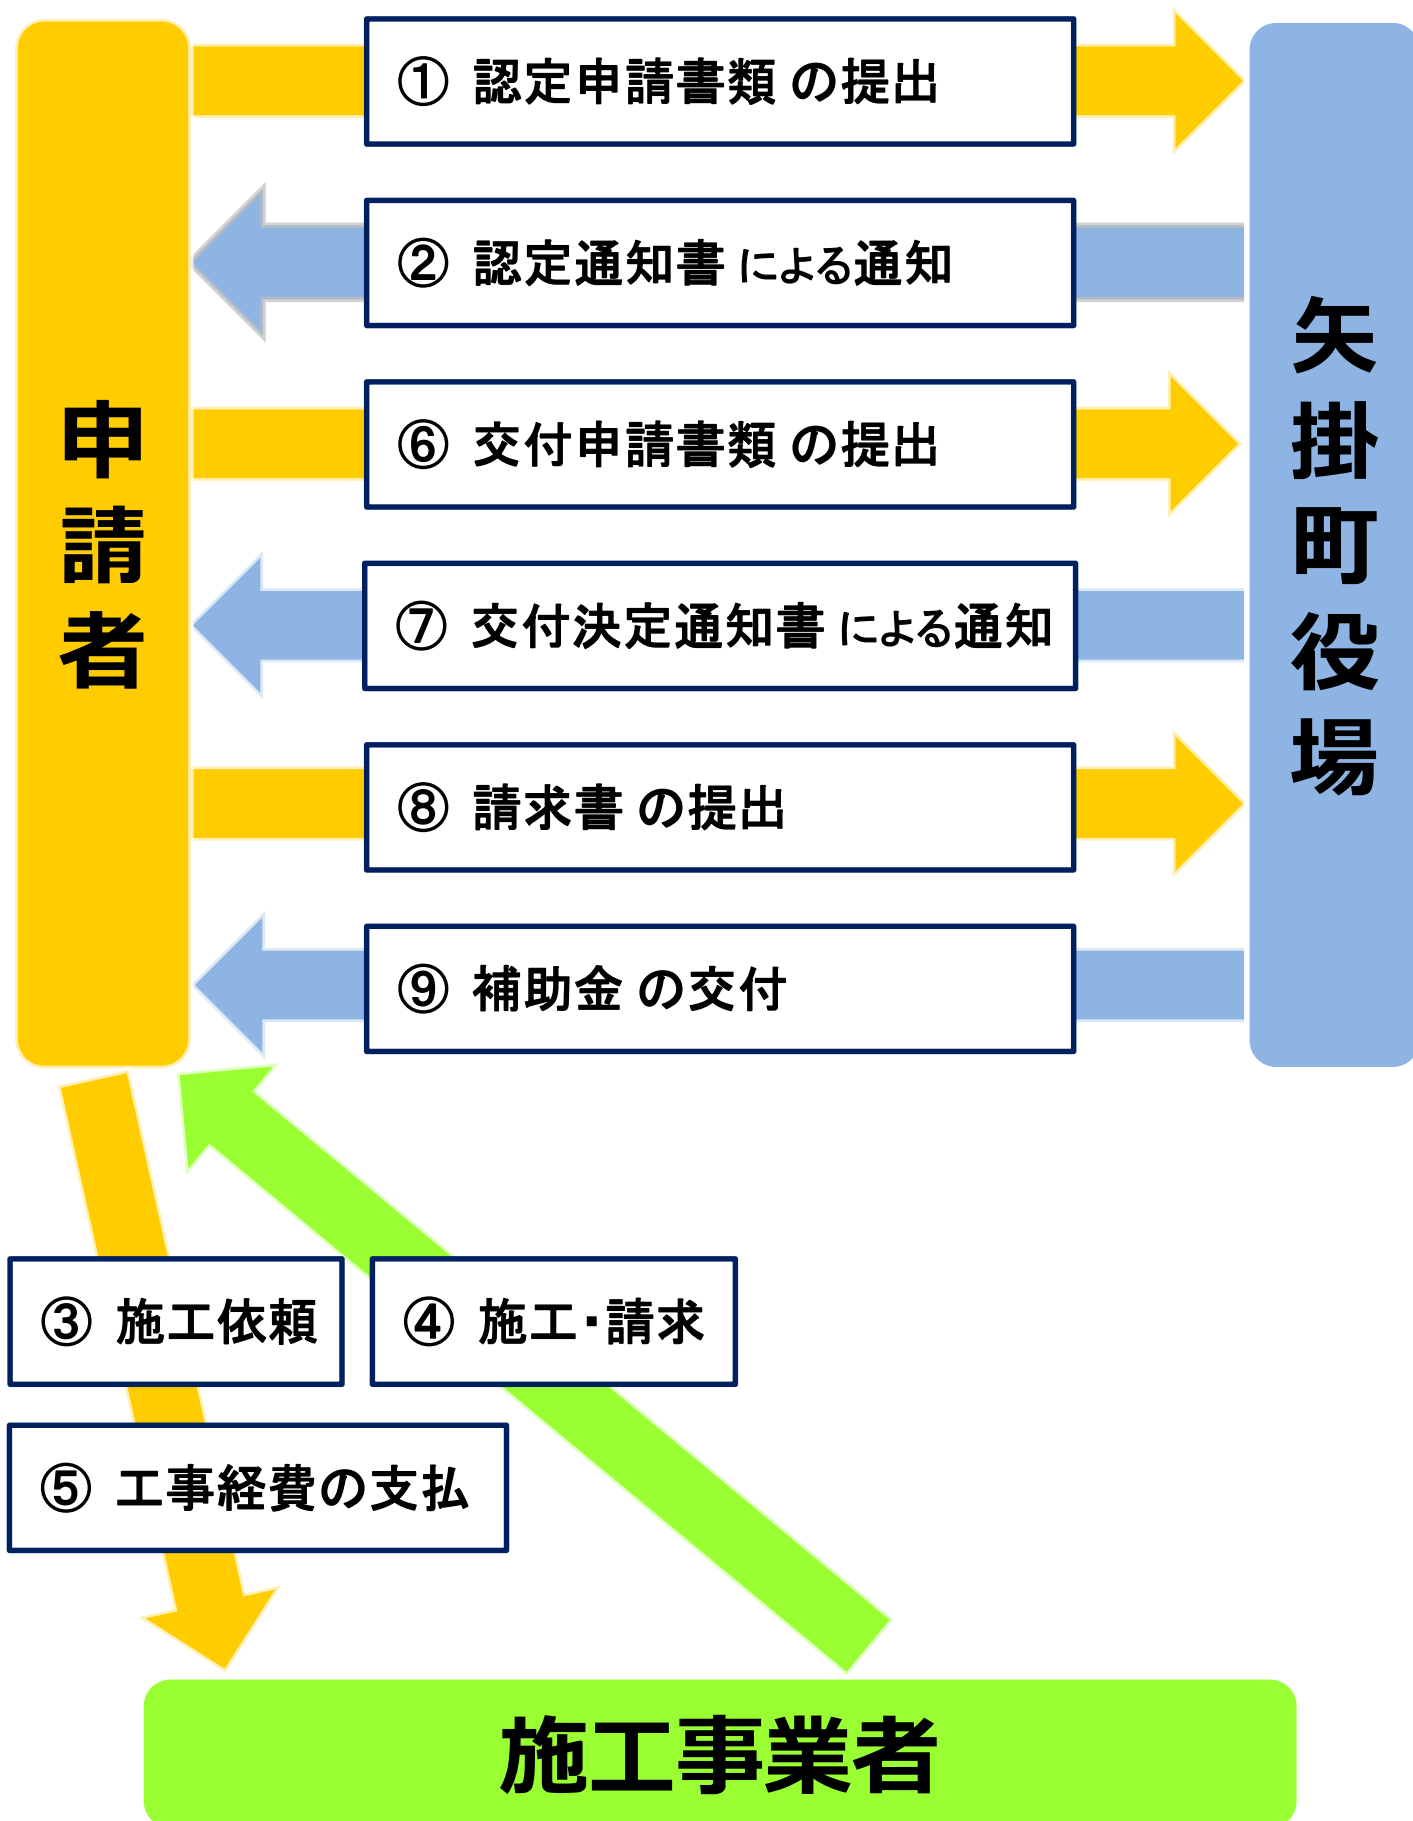 ① 認定申請書類 の提出
② 認定通知書 による通知
⑥ 交付申請書類 の提出
⑦ 交付決定通知書 による通知
⑧ 請求書 の提出
⑨ 補助金 の交付
申請者
矢掛町役場
③ 施工依頼
④ 施工・請求
⑤ 工事経費の支払
施工事業者